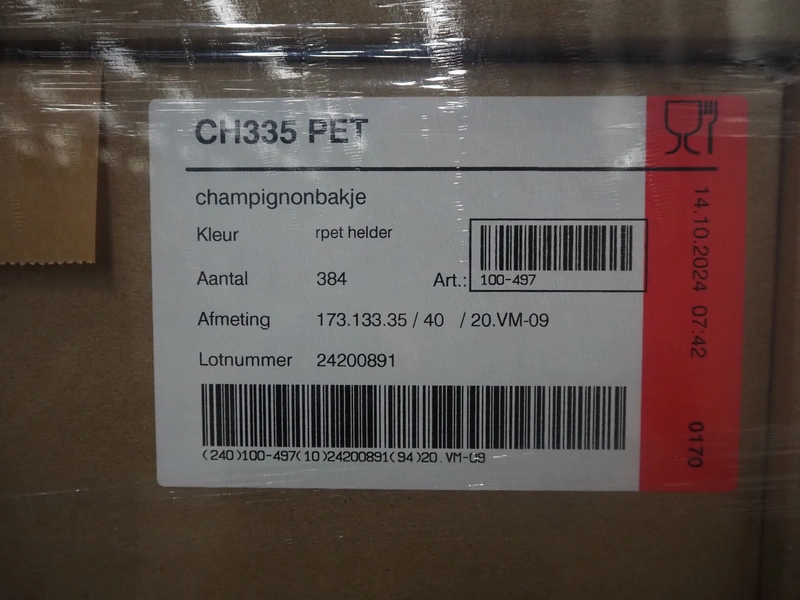 CH335 PET
champignonbakje
Kleur rpet helder
Aantal 384 Art.: 100-497
Afmeting 173.133.35 / 40 / 20.VM-09
Lotnummer 24200891
(240)100-497(10)24200891(94)20.VM-09
14.10.2024 07:42 0170